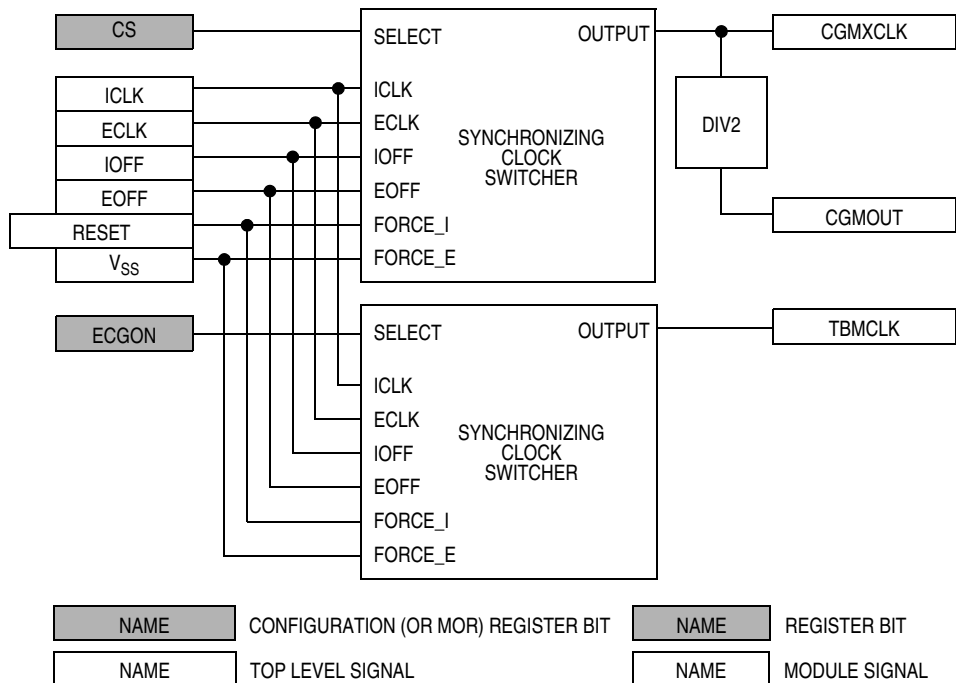 CS
ICLK
ECLK
IOFF
EOFF
RESET
VSS
SELECT
OUTPUT
ICLK
ECLK
IOFF
EOFF
FORCE_I
FORCE_E
SYNCHRONIZING
CLOCK
SWITCHER
CGMXCLK
DIV2
CGMOUT
ECGON
SELECT
OUTPUT
ICLK
ECLK
IOFF
EOFF
FORCE_I
FORCE_E
SYNCHRONIZING
CLOCK
SWITCHER
TBMCLK
NAME CONFIGURATION (OR MOR) REGISTER BIT
NAME REGISTER BIT
NAME TOP LEVEL SIGNAL
NAME MODULE SIGNAL